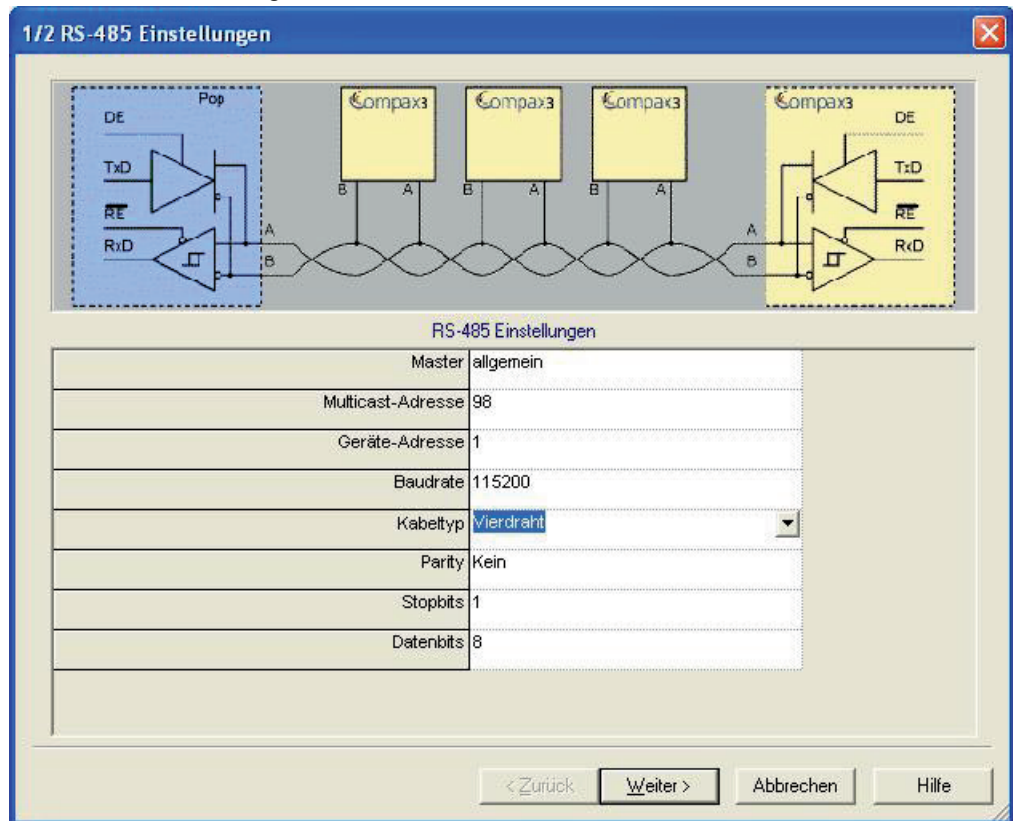 1/2 RS-485 Einstellungen
Pop
Compax3
Compax3
Compax3
Compax3
DE
DE
TxD
TxD
B A B A B A
RE
RE
A
A
RxD
RxD
B
B
RS-485 Einstellungen
Master allgemein
Multicast-Adresse 98
Geräte-Adresse 1
Baudrate 115200
Kabeltyp Vierdraht
Parity Kein
Stopbits 1
Datenbits 8
< Zurück Weiter > Abbrechen Hilfe